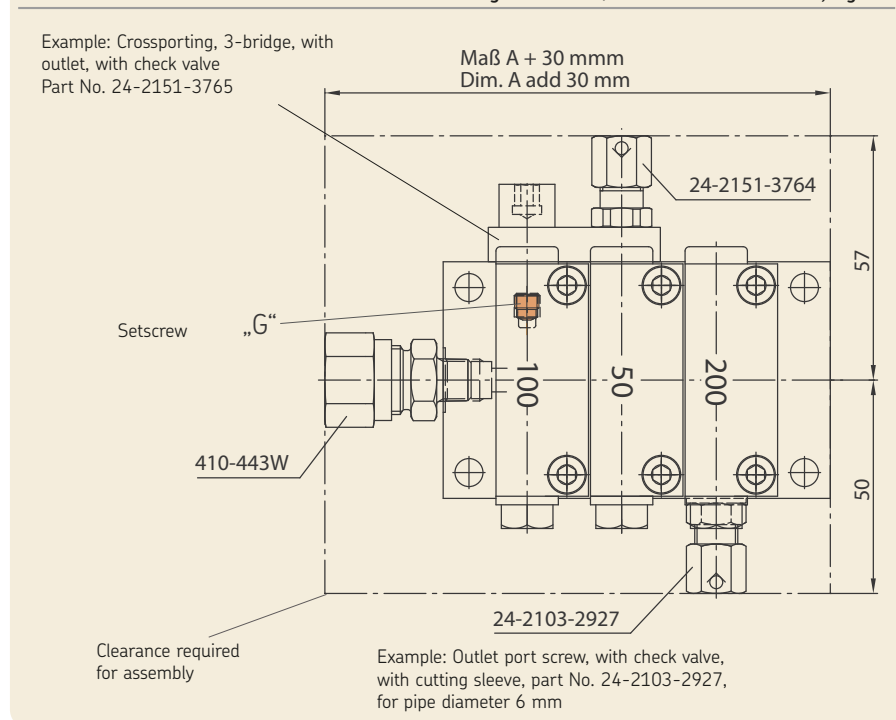 Example: Crossporting, 3-bridge, with
outlet, with check valve
Part No. 24-2151-3765
Maß A + 30 mmm
Dim. A add 30 mm
24-2151-3764
57
Setscrew
„G“
100
50
200
410-443W
50
24-2103-2927
Clearance required
for assembly
Example: Outlet port screw, with check valve,
with cutting sleeve, part No. 24-2103-2927,
for pipe diameter 6 mm